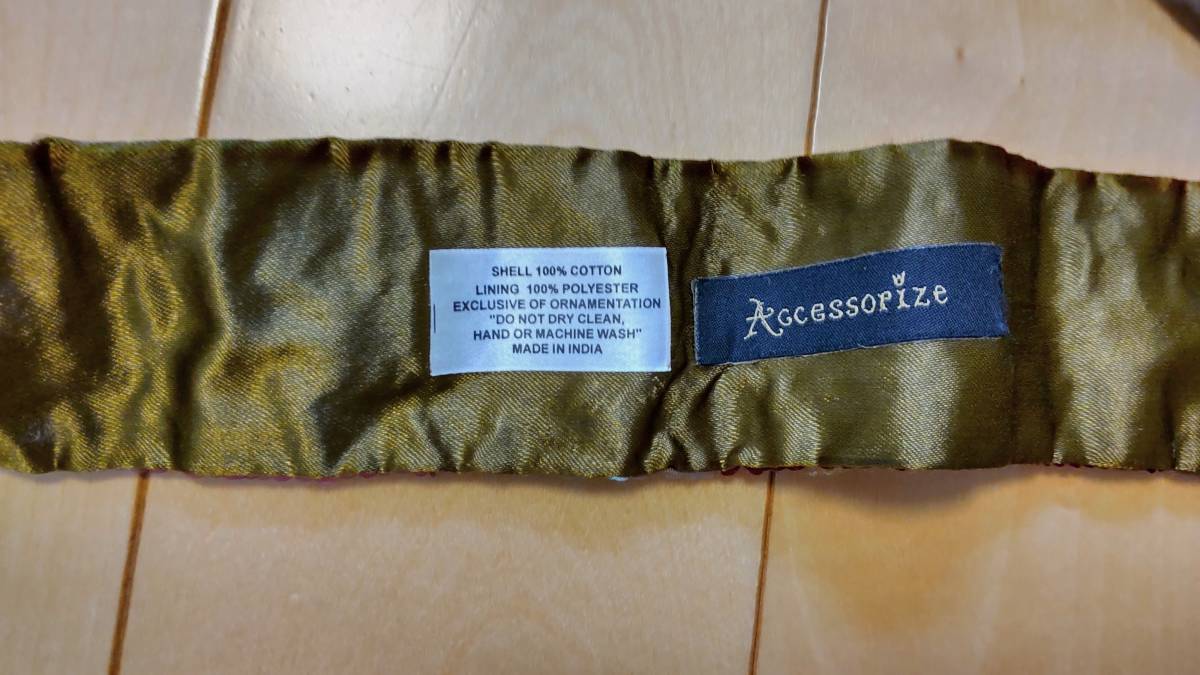 SHELL 100% COTTON
LINING 100% POLYESTER
EXCLUSIVE OF ORNAMENTATION
"DO NOT DRY CLEAN,
HAND OR MACHINE WASH"
MADE IN INDIA
Accessorize